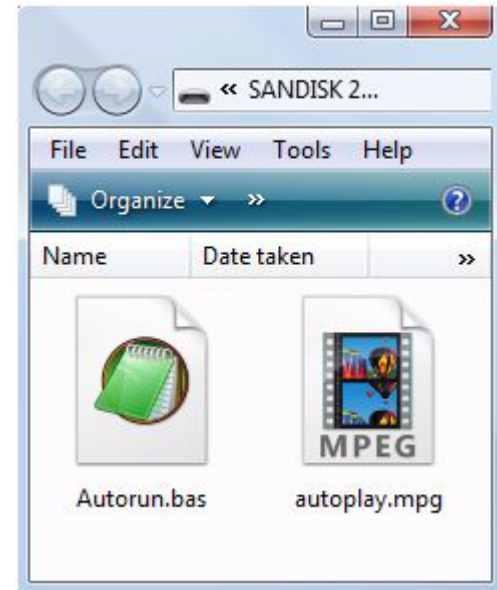 « SANDISK 2...
File Edit View Tools Help
Organize »
?
Name Date taken »
MPEG
Autorun.bas autoplay.mpg